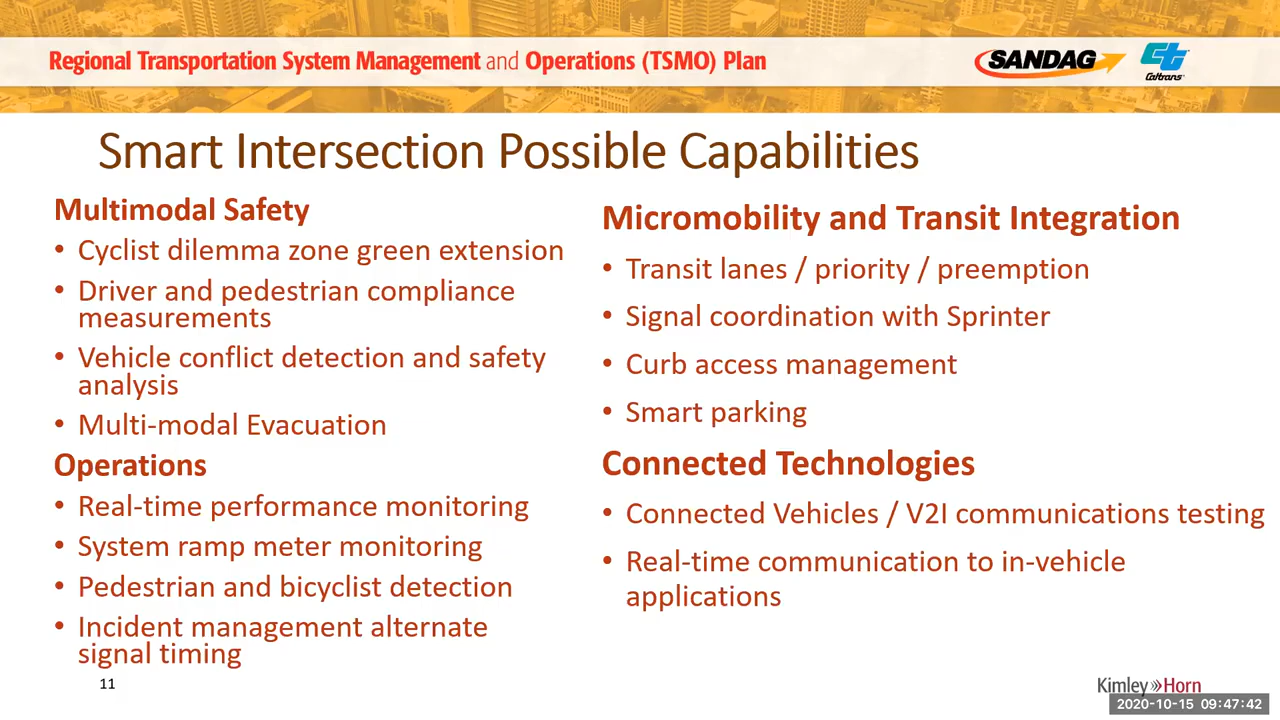 Regional Transportation System Management and Operations (TSMO) Plan
SANDAG
Caltrans
Smart Intersection Possible Capabilities
Multimodal Safety
• Cyclist dilemma zone green extension
• Driver and pedestrian compliance
measurements
• Vehicle conflict detection and safety
analysis
• Multi-modal Evacuation
Operations
• Real-time performance monitoring
• System ramp meter monitoring
• Pedestrian and bicyclist detection
• Incident management alternate
signal timing
Micromobility and Transit Integration
• Transit lanes / priority / preemption
• Signal coordination with Sprinter
• Curb access management
• Smart parking
Connected Technologies
• Connected Vehicles / V2I communications testing
• Real-time communication to in-vehicle
applications
11
Kimley»Horn
2020-10-15 09:47:42